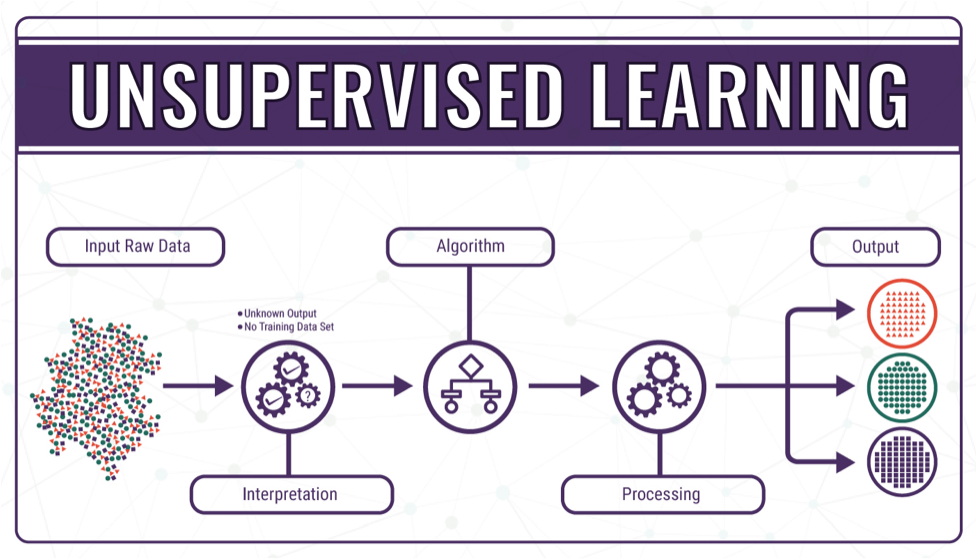 UNSUPERVISED LEARNING
Input Raw Data
Algorithm
Output
• Unknown Output
• No Training Data Set
?
Interpretation
Processing